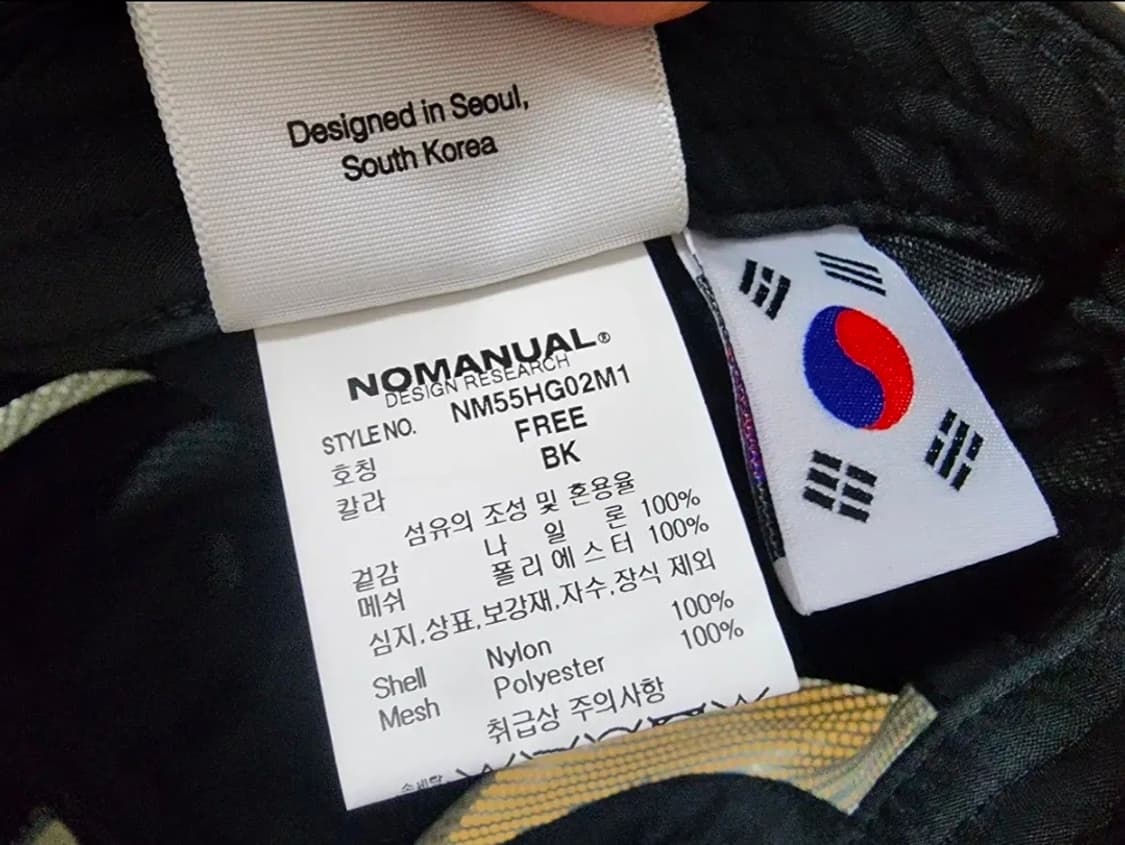 Designed in Seoul,
South Korea
NOMANUAL®
DESIGN RESEARCH
STYLE NO. NM55HG02M1
호칭 FREE
칼라 BK
섬유의 조성 및 혼용율
겉감 나 일 론 100%
메쉬 폴리에스터 100%
심지,상표,보강재,자수,장식 제외
Shell Nylon 100%
Mesh Polyester 100%
취급상 주의사항
손세탁